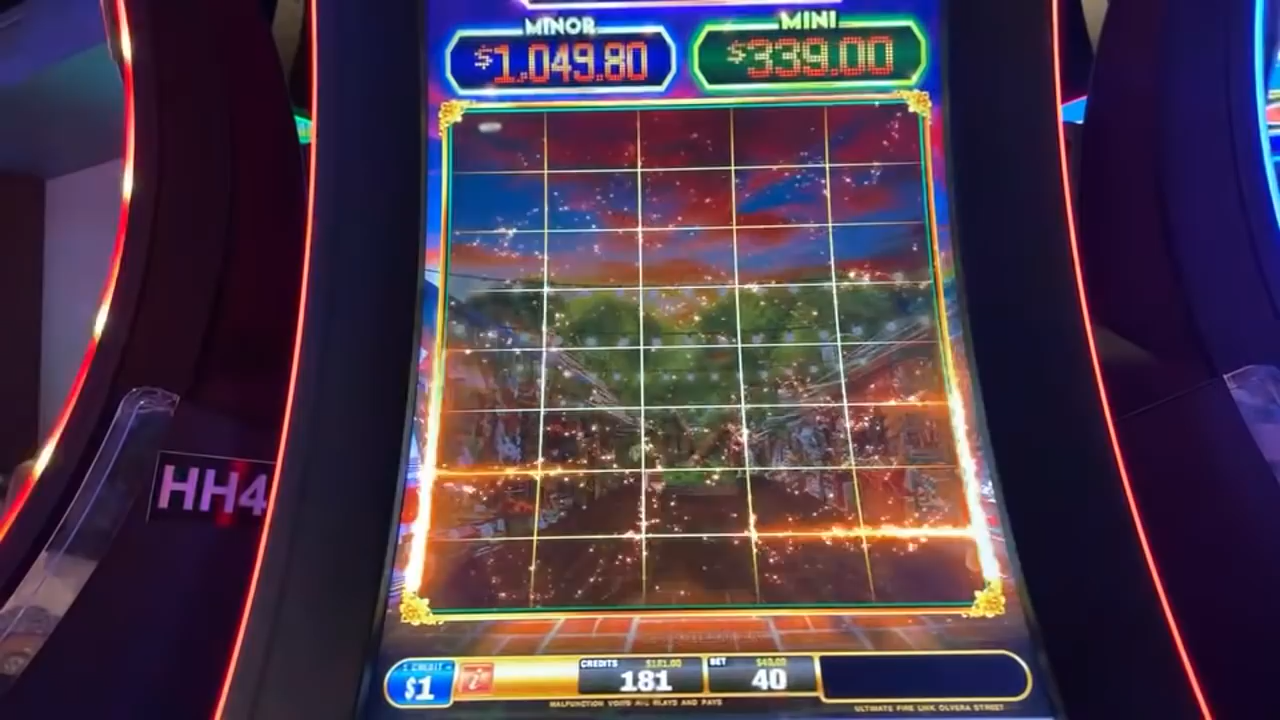 MINOR
$1,049.80
MINI
$339.00
HH4
1 CREDIT =
$1
i
CREDITS $181.00
181
BET $40.00
40
MALFUNCTION VOIDS ALL PLAYS AND PAYS
ULTIMATE FIRE LINK OLVERA STREET